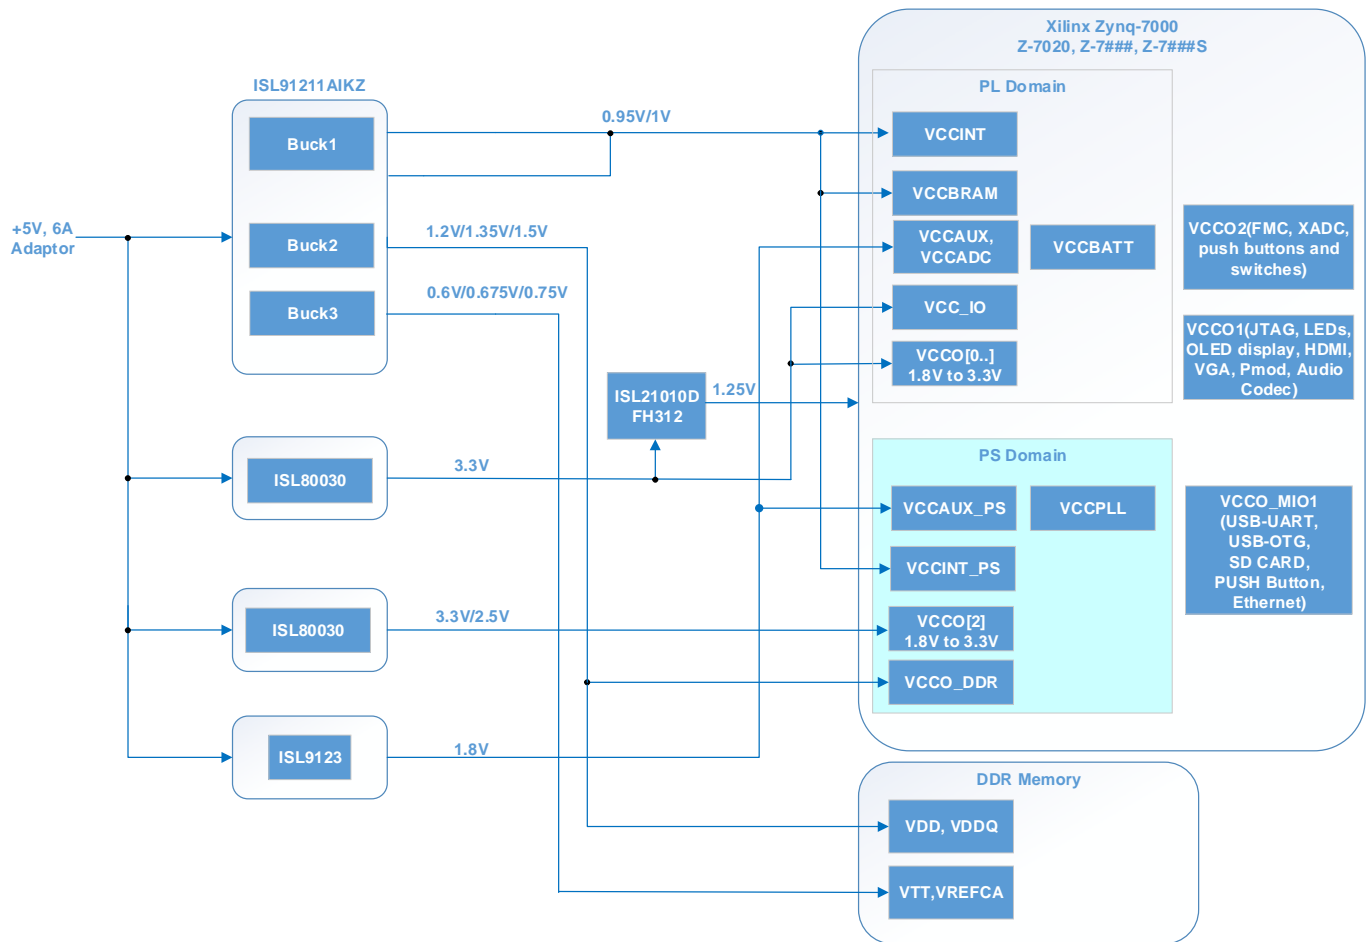 Xilinx Zynq-7000
Z-7020, Z-7###, Z-7###S
ISL91211AIKZ
PL Domain
0.95V/1V
Buck1
VCCINT
VCCBRAM
+5V, 6A
Adaptor
Buck2
1.2V/1.35V/1.5V
VCCAUX,
VCCADC
VCCBATT
VCCO2(FMC, XADC,
push buttons and
switches)
Buck3
0.6V/0.675V/0.75V
VCC_IO
VCCO[0..]
1.8V to 3.3V
VCCO1(JTAG, LEDs,
OLED display, HDMI,
VGA, Pmod, Audio
Codec)
ISL21010D
FH312
1.25V
PS Domain
ISL80030
3.3V
VCCAUX_PS
VCCPLL
VCCO_MIO1
(USB-UART,
USB-OTG,
SD CARD,
PUSH Button,
Ethernet)
VCCINT_PS
ISL80030
3.3V/2.5V
VCCO[2]
1.8V to 3.3V
VCCO_DDR
ISL9123
1.8V
DDR Memory
VDD, VDDQ
VTT,VREFCA